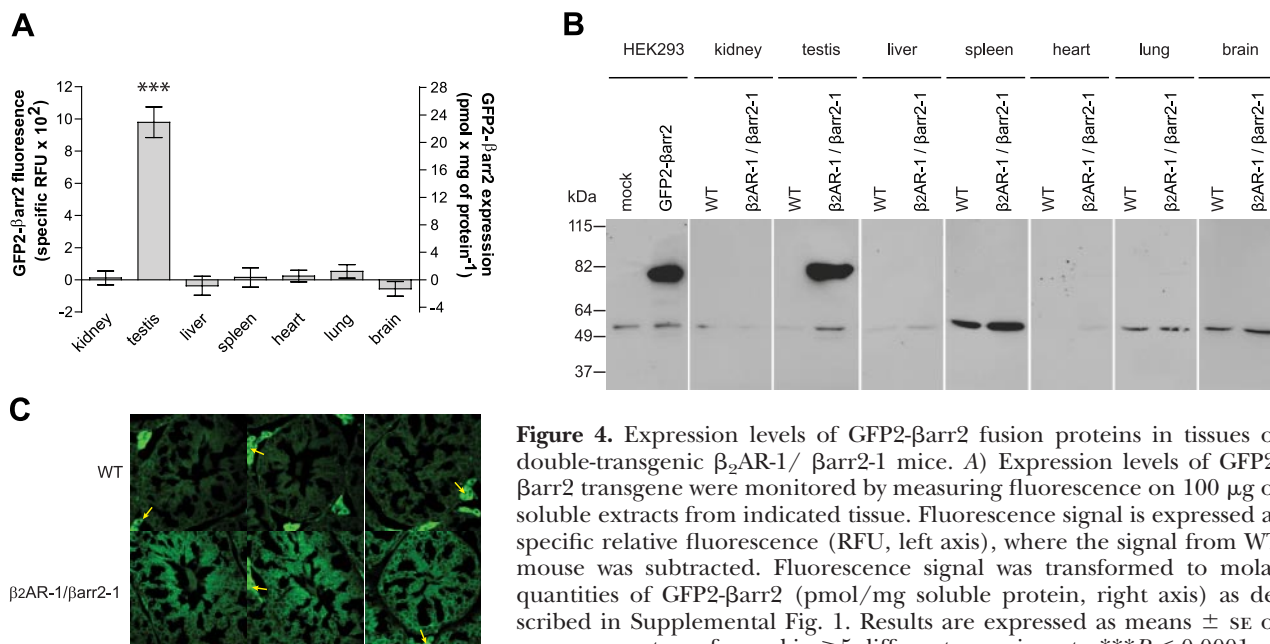 A
GFP2-βarr2 fluoresence
(specific RFU x 10²)
12
10
8
6
4
2
0
-2
***
28
24
20
16
12
8
4
0
-4
GFP2-βarr2 expression
(pmol x mg of protein⁻¹)
kidney
testis
liver
spleen
heart
lung
brain
B
HEK293 kidney testis liver spleen heart lung brain
mock
GFP2-βarr2
WT
β2AR-1 / βarr2-1
WT
β2AR-1 / βarr2-1
WT
β2AR-1 / βarr2-1
WT
β2AR-1 / βarr2-1
WT
β2AR-1 / βarr2-1
WT
β2AR-1 / βarr2-1
WT
β2AR-1 / βarr2-1
kDa
115
82
64
49
37
C
WT
β2AR-1/βarr2-1
Figure 4. Expression levels of GFP2-βarr2 fusion proteins in tissues
double-transgenic β₂AR-1/ βarr2-1 mice. A) Expression levels of GFP2
βarr2 transgene were monitored by measuring fluorescence on 100 μg
soluble extracts from indicated tissue. Fluorescence signal is expressed
specific relative fluorescence (RFU, left axis), where the signal from WT
mouse was subtracted. Fluorescence signal was transformed to
quantities of GFP2-βarr2 (pmol/mg soluble protein, right axis) as de
scribed in Supplemental Fig. 1. Results are expressed as means ± SE